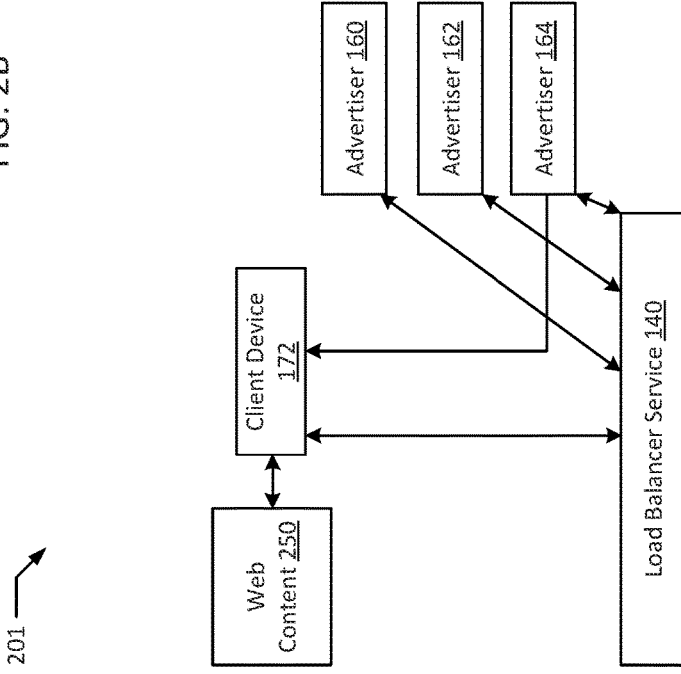 FIG. 2B
201
Web
Content 250
Client Device
172
Advertiser 160
Advertiser 162
Advertiser 164
Load Balancer Service 140